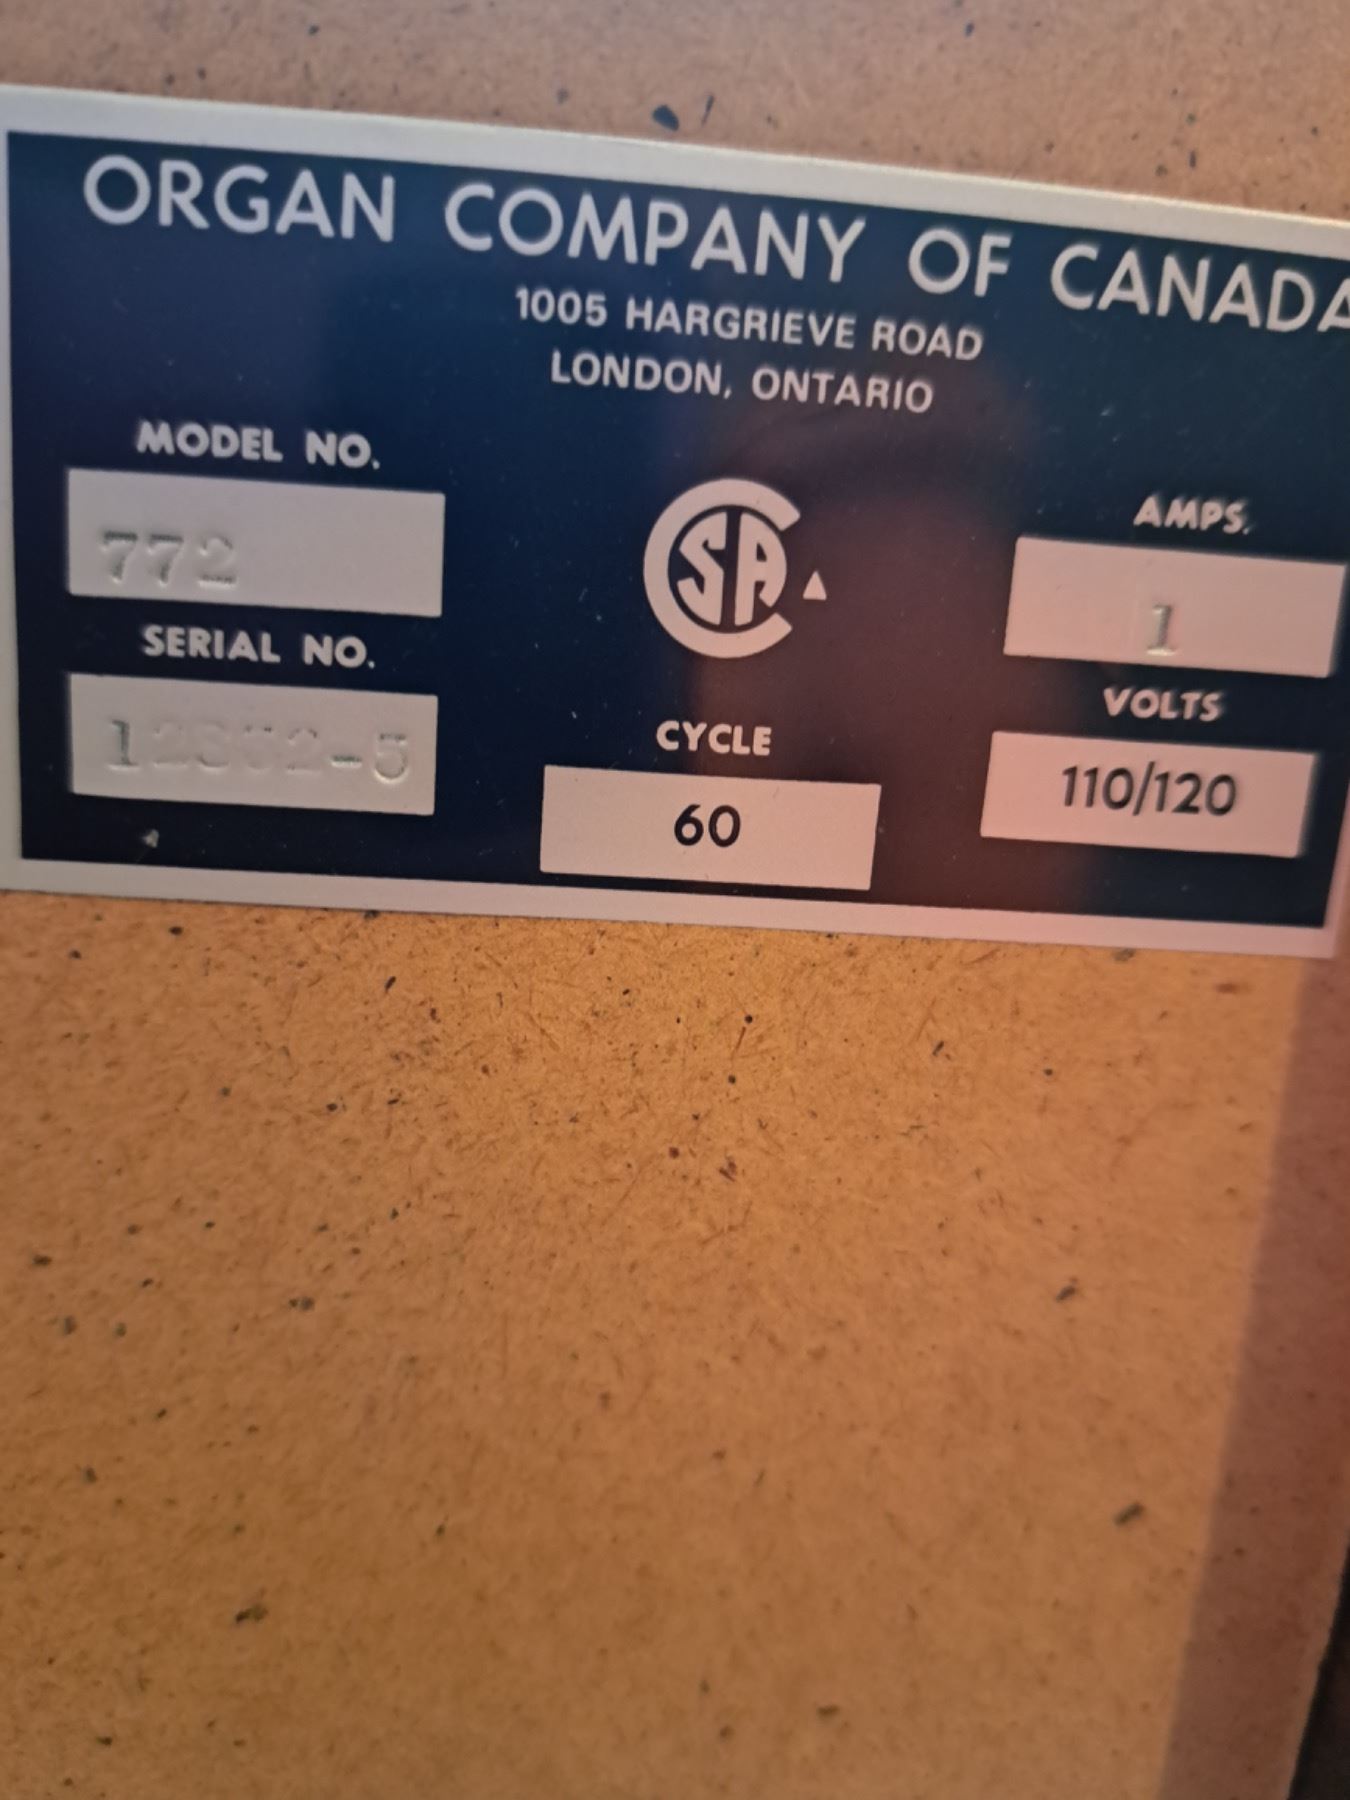 ORGAN COMPANY OF CANADA
1005 HARGRIEVE ROAD
LONDON, ONTARIO
MODEL NO.
772
CSA
AMPS.
1
SERIAL NO.
CYCLE
60
VOLTS
110/120